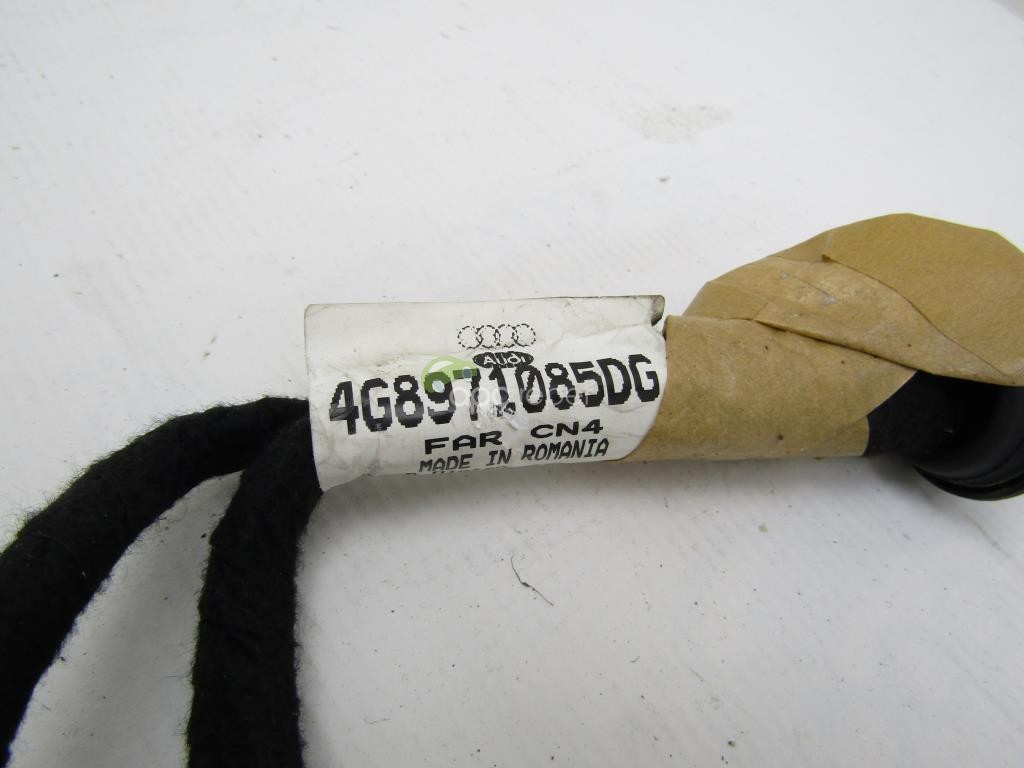 Audi
4G8971085DG
FAR CN4
MADE IN ROMANIA